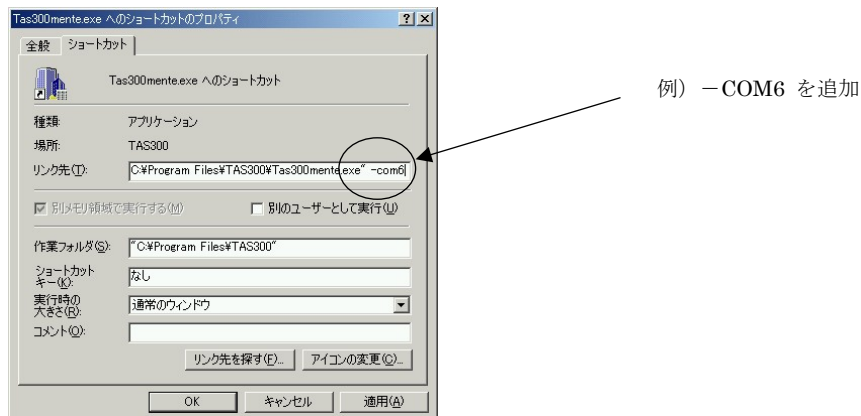 Tas300mente.exe へのショートカットのプロパティ
全般 ショートカット
Tas300mente.exe へのショートカット
例）－COM6 を追加
種類: アプリケーション
場所: TAS300
リンク先(T): C:¥Program Files¥TAS300¥Tas300mente.exe" -com6
別メモリ領域で実行する(M) 別のユーザーとして実行(U)
作業フォルダ(S): "C:¥Program Files¥TAS300"
ショートカット
キー(K): なし
実行時の
大きさ(R): 通常のウィンドウ
コメント(O):
リンク先を探す(F)... アイコンの変更(C)...
OK キャンセル 適用(A)